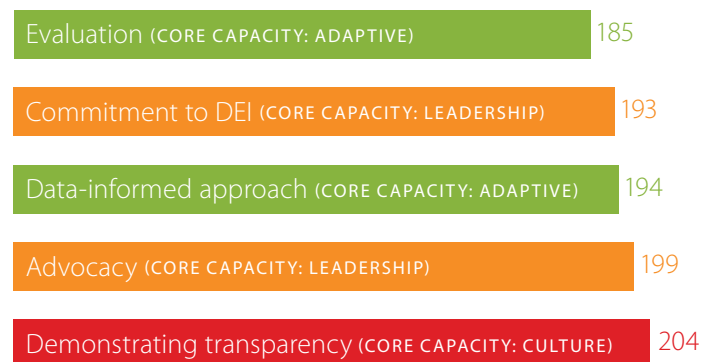 Evaluation (CORE CAPACITY: ADAPTIVE) 185
Commitment to DEI (CORE CAPACITY: LEADERSHIP) 193
Data-informed approach (CORE CAPACITY: ADAPTIVE) 194
Advocacy (CORE CAPACITY: LEADERSHIP) 199
Demonstrating transparency (CORE CAPACITY: CULTURE) 204